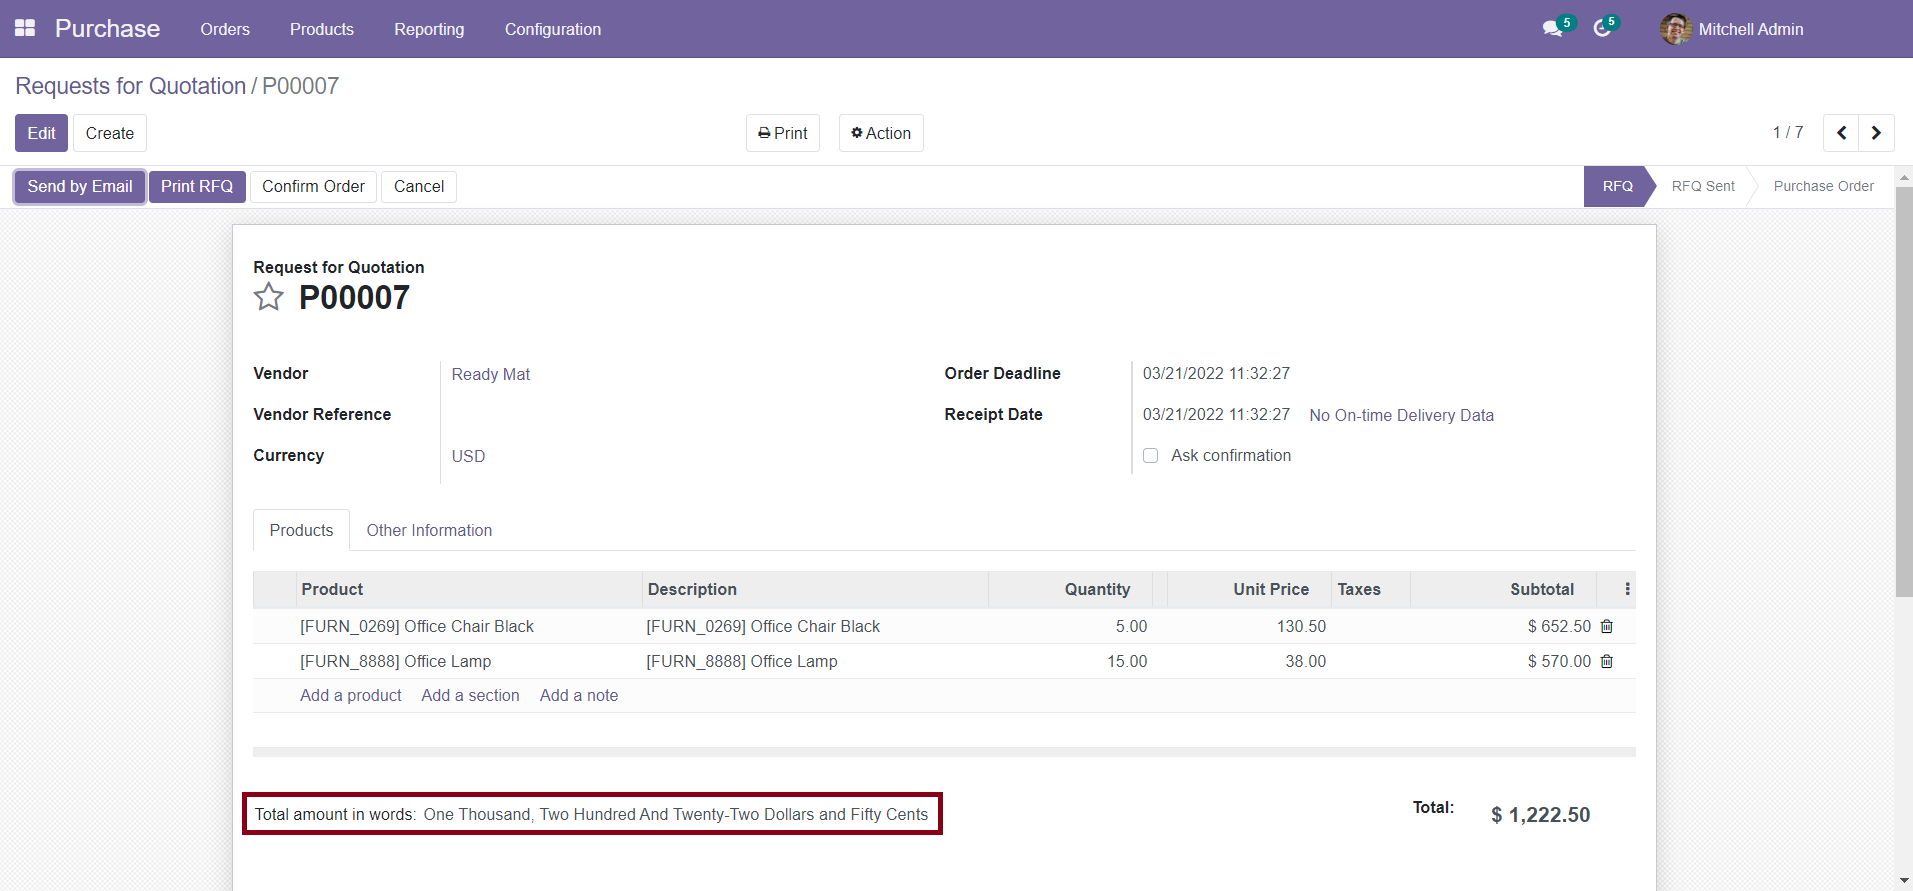 Purchase Orders Products Reporting Configuration 5 5 Mitchell Admin
Requests for Quotation / P00007
Edit Create Print Action 1 / 7
Send by Email Print RFQ Confirm Order Cancel RFQ RFQ Sent Purchase Order
Request for Quotation
P00007
Vendor Ready Mat Order Deadline 03/21/2022 11:32:27
Vendor Reference Receipt Date 03/21/2022 11:32:27 No On-time Delivery Data
Currency USD Ask confirmation
Products Other Information
Product Description Quantity Unit Price Taxes Subtotal
[FURN_0269] Office Chair Black [FURN_0269] Office Chair Black 5.00 130.50 $ 652.50
[FURN_8888] Office Lamp [FURN_8888] Office Lamp 15.00 38.00 $ 570.00
Add a product Add a section Add a note
Total amount in words: One Thousand, Two Hundred And Twenty-Two Dollars and Fifty Cents Total: $ 1,222.50